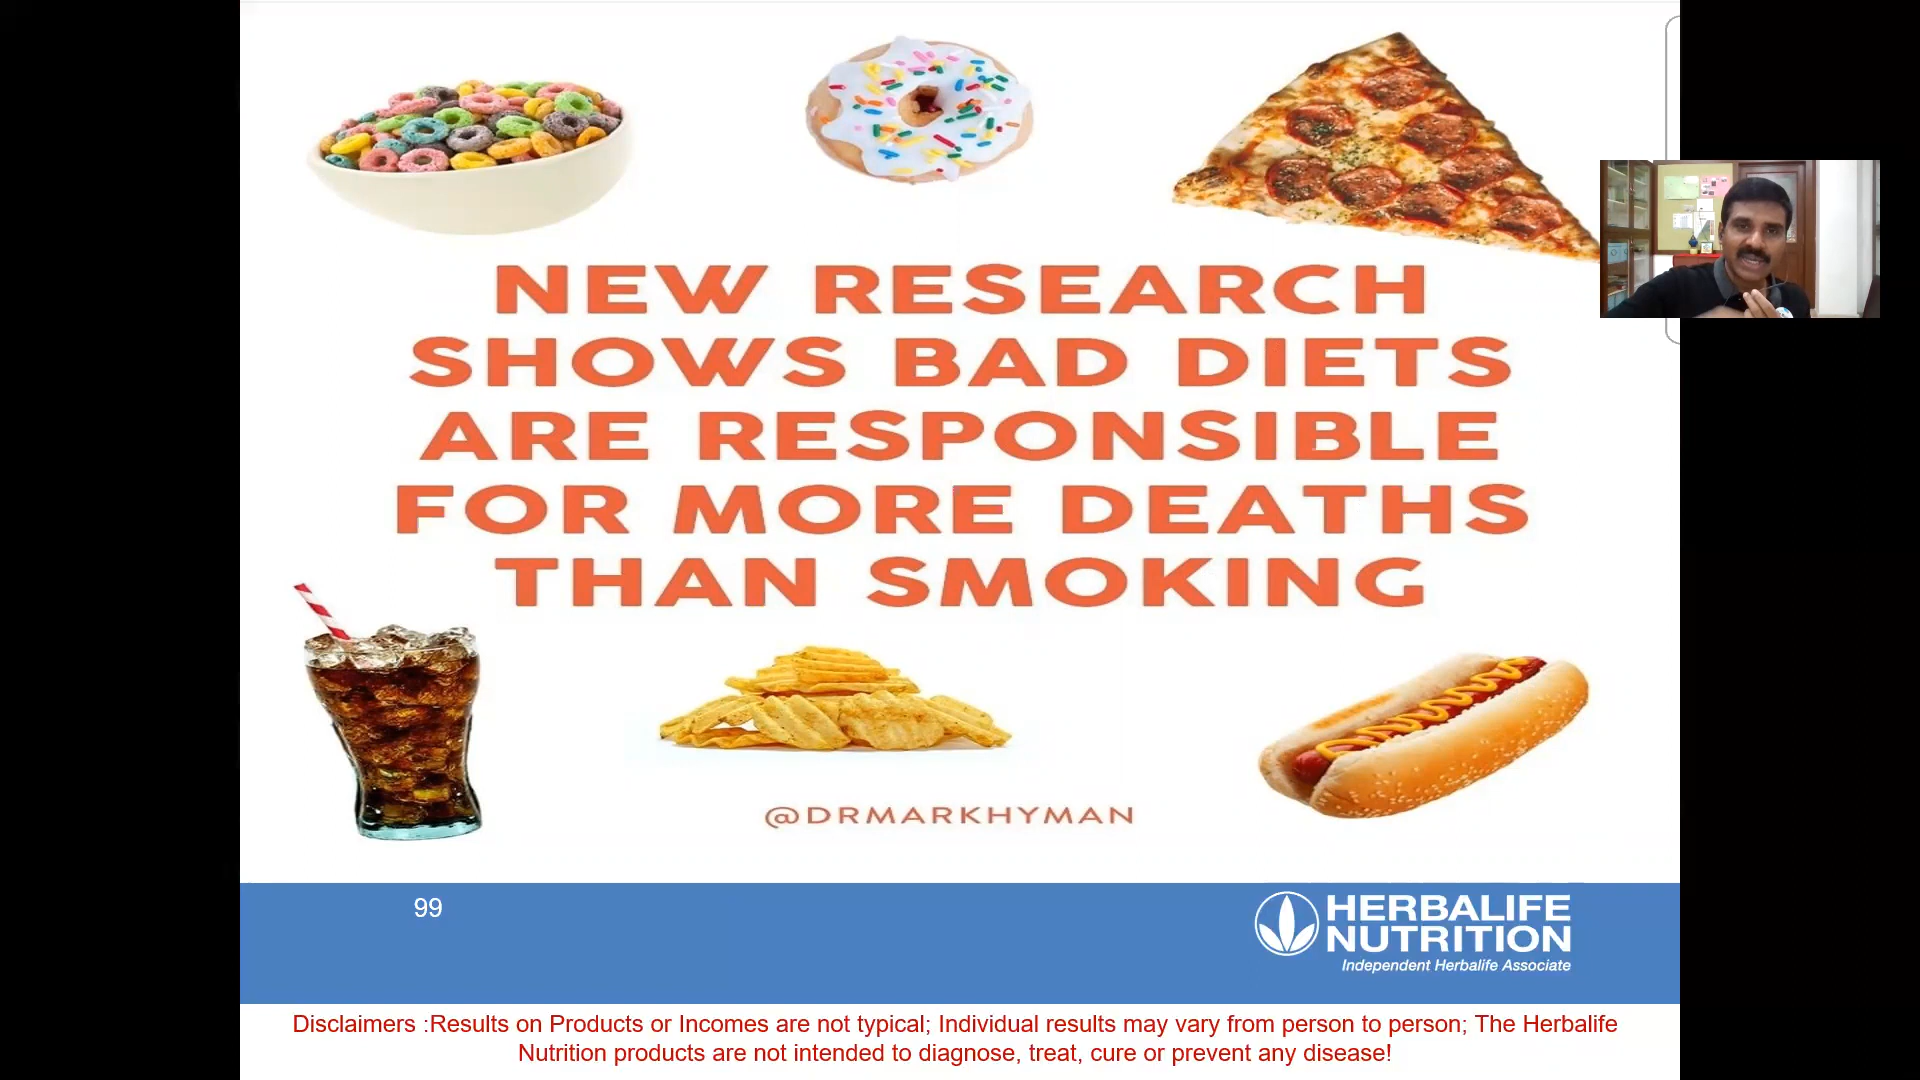 NEW RESEARCH
SHOWS BAD DIETS
ARE RESPONSIBLE
FOR MORE DEATHS
THAN SMOKING
@DRMARKHYMAN
99
HERBALIFE
NUTRITION
Independent Herbalife Associate
Disclaimers :Results on Products or Incomes are not typical; Individual results may vary from person to person; The Herbalife
Nutrition products are not intended to diagnose, treat, cure or prevent any disease!